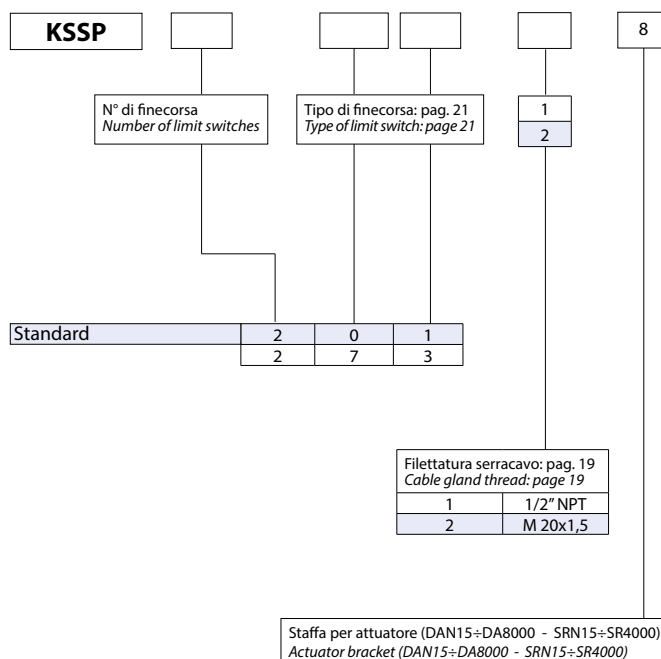 KSSP 8
N° di finecorsa
Number of limit switches
Tipo di finecorsa: pag. 21
Type of limit switch: page 21
1
2
Standard 2 0 1
2 7 3
Filettatura serracavo: pag. 19
Cable gland thread: page 19
1 1/2” NPT
2 M 20x1,5
Staffa per attuatore (DAN15÷DA8000 - SRN15÷SR4000)
Actuator bracket (DAN15÷DA8000 - SRN15÷SR4000)